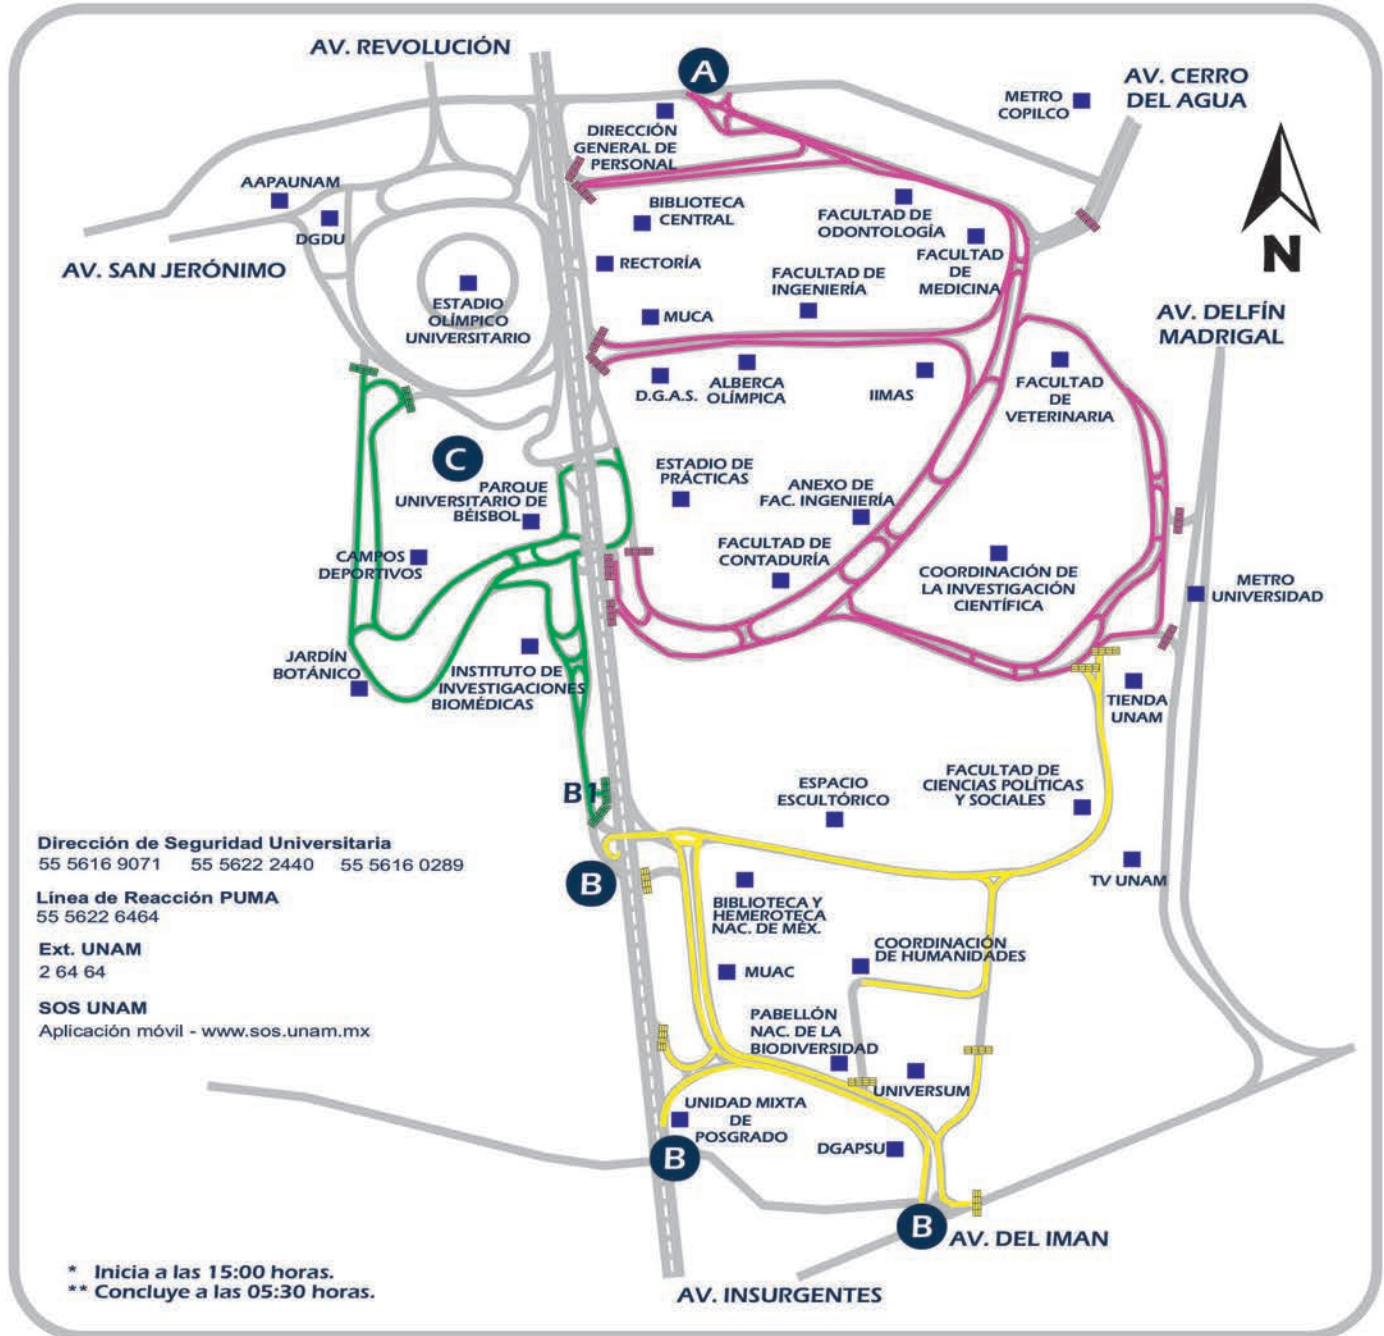 AV. REVOLUCIÓN
A
AV. CERRO
DEL AGUA
METRO
COPILCO
DIRECCIÓN
GENERAL DE
PERSONAL
AAPAUNAM
DGDU
BIBLIOTECA
CENTRAL
FACULTAD DE
ODONTOLOGÍA
FACULTAD
DE
MEDICINA
N
AV. SAN JERÓNIMO
RECTORÍA
FACULTAD DE
INGENIERÍA
ESTADIO
OLÍMPICO
UNIVERSITARIO
MUCA
AV. DELFÍN
MADRIGAL
D.G.A.S.
ALBERCA
OLÍMPICA
IIMAS
FACULTAD
DE
VETERINARIA
C
PARQUE
UNIVERSITARIO DE
BÉISBOL
ESTADIO DE
PRÁCTICAS
ANEXO DE
FAC. INGENIERÍA
CAMPOS
DEPORTIVOS
FACULTAD DE
CONTADURÍA
COORDINACIÓN DE
LA INVESTIGACIÓN
CIENTÍFICA
METRO
UNIVERSIDAD
JARDÍN
BOTÁNICO
INSTITUTO DE
INVESTIGACIONES
BIOMÉDICAS
TIENDA
UNAM
B1
ESPACIO
ESCULTÓRICO
FACULTAD DE
CIENCIAS POLÍTICAS
Y SOCIALES
Dirección de Seguridad Universitaria
55 5616 9071 55 5622 2440 55 5616 0289
Línea de Reacción PUMA
55 5622 6464
Ext. UNAM
2 64 64
SOS UNAM
Aplicación móvil - www.sos.unam.mx
B
TV UNAM
BIBLIOTECA Y
HEMEROTECA
NAC. DE MÉX.
COORDINACIÓN
DE HUMANIDADES
MUAC
PABELLÓN
NAC. DE LA
BIODIVERSIDAD
UNIVERSUM
UNIDAD MIXTA
DE
POSGRADO
DGAPSU
B
B
AV. DEL IMAN
* Inicia a las 15:00 horas.
** Concluye a las 05:30 horas.
AV. INSURGENTES